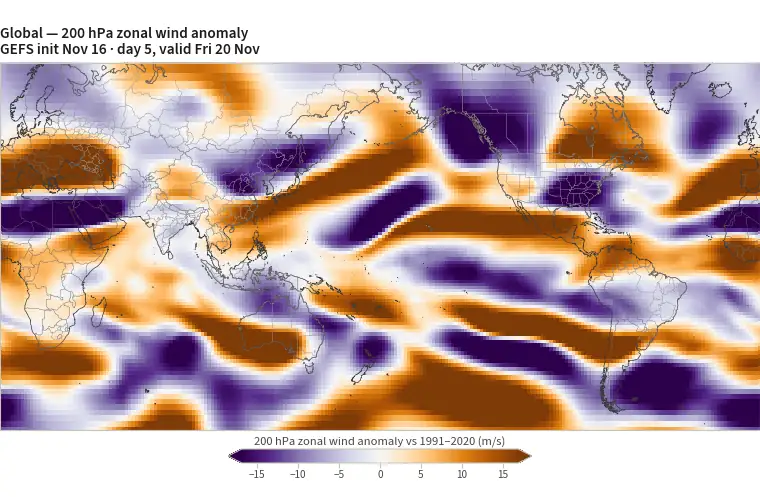 Global — 200 hPa zonal wind anomaly
GEFS init Nov 16 · day 5, valid Fri 20 Nov
200 hPa zonal wind anomaly vs 1991–2020 (m/s)
−15 −10 −5 0 5 10 15